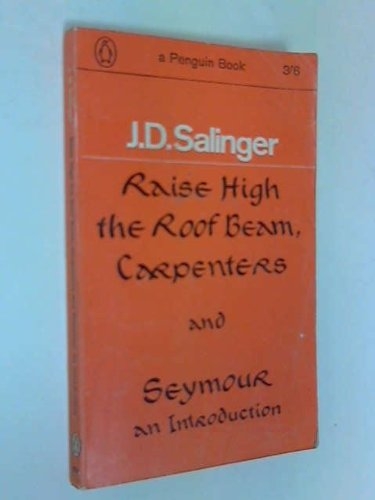 a Penguin Book 3/6
J.D. Salinger
Raise High
the Roof Beam,
Carpenters
and
Seymour
an Introduction